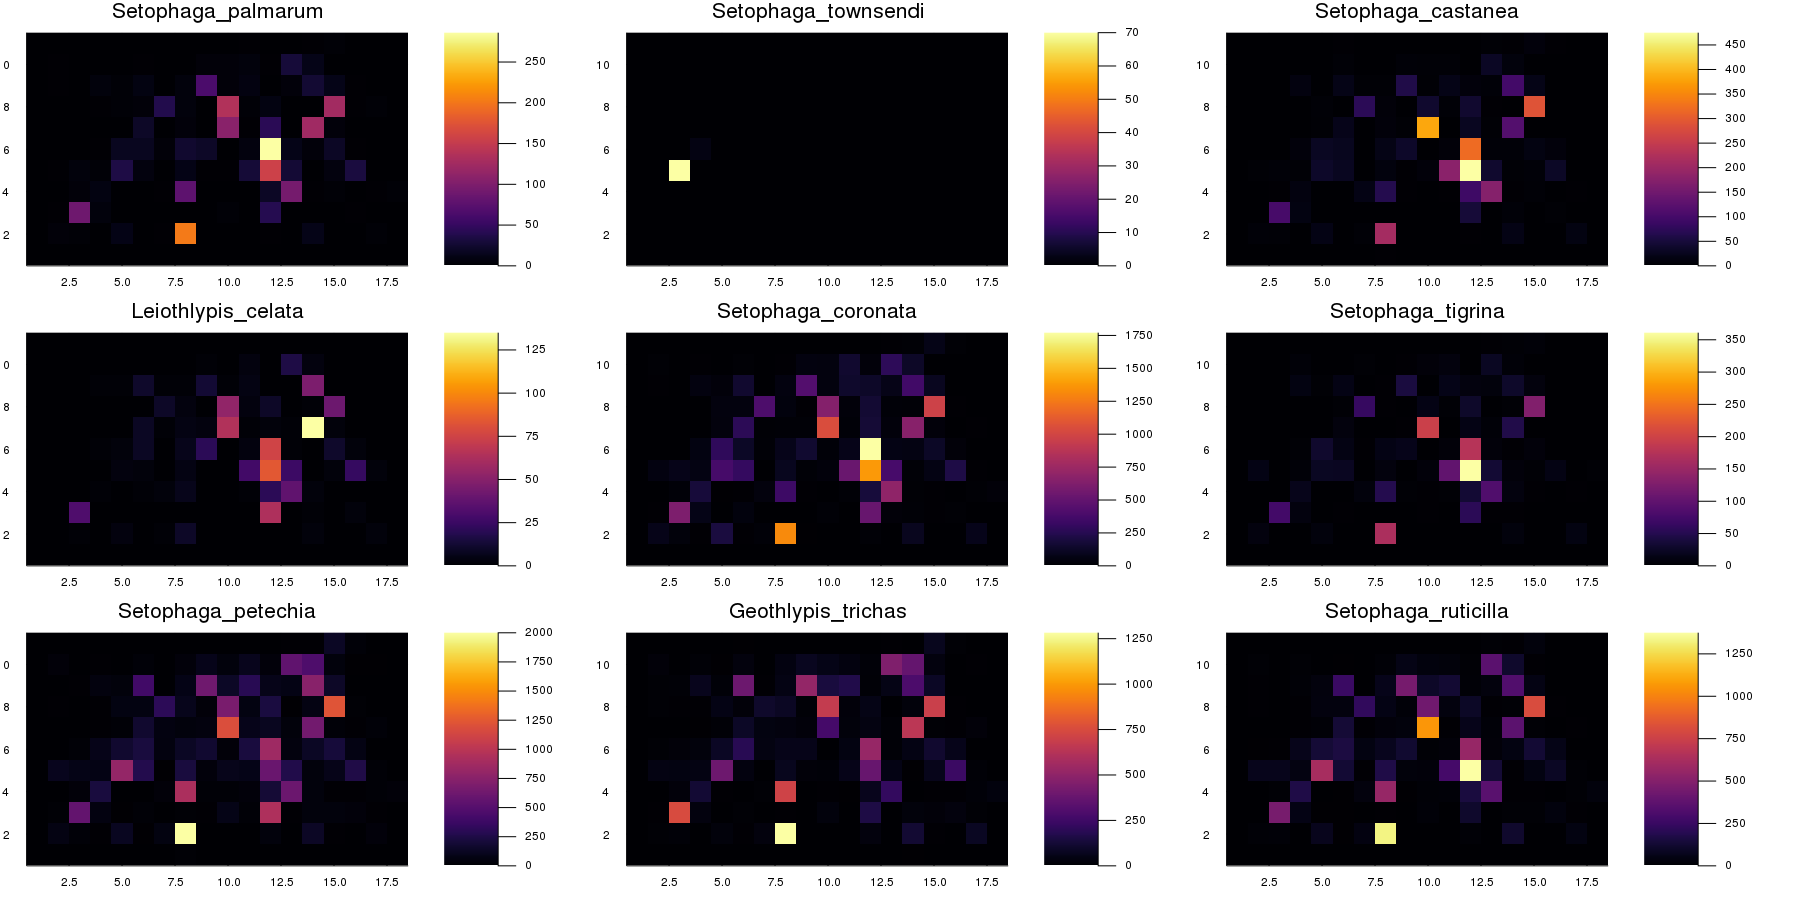 Setophaga_palmarum Setophaga_townsendi Setophaga_castanea
0 8 6 4 2
250 200 150 100 50 0
10 8 6 4 2
70 60 50 40 30 20 10 0
10 8 6 4 2
450 400 350 300 250 200 150 100 50 0
2.5 5.0 7.5 10.0 12.5 15.0 17.5 2.5 5.0 7.5 10.0 12.5 15.0 17.5 2.5 5.0 7.5 10.0 12.5 15.0 17.5
Leiothlypis_celata Setophaga_coronata Setophaga_tigrina
0 8 6 4 2
125 100 75 50 25 0
10 8 6 4 2
1750 1500 1250 1000 750 500 250 0
10 8 6 4 2
350 300 250 200 150 100 50 0
2.5 5.0 7.5 10.0 12.5 15.0 17.5 2.5 5.0 7.5 10.0 12.5 15.0 17.5 2.5 5.0 7.5 10.0 12.5 15.0 17.5
Setophaga_petechia Geothlypis_trichas Setophaga_ruticilla
0 8 6 4 2
2000 1750 1500 1250 1000 750 500 250 0
10 8 6 4 2
1250 1000 750 500 250 0
10 8 6 4 2
1250 1000 750 500 250 0
2.5 5.0 7.5 10.0 12.5 15.0 17.5 2.5 5.0 7.5 10.0 12.5 15.0 17.5 2.5 5.0 7.5 10.0 12.5 15.0 17.5